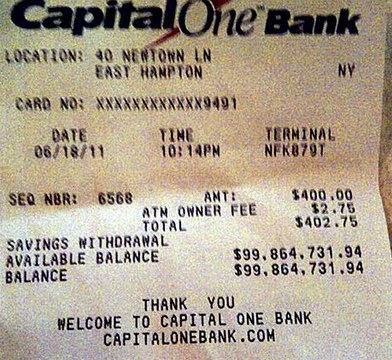 Capital One Bank
LOCATION: 40 NEWTOWN LN
EAST HAMPTON NY
CARD NO: XXXXXXXXXXXX9491
DATE TIME TERMINAL
06/18/11 10:14PM NFK879T
SEQ NBR: 6568 AMT: $400.00
ATM OWNER FEE $2.75
TOTAL $402.75
SAVINGS WITHDRAWAL
AVAILABLE BALANCE $99,864,731.94
BALANCE $99,864,731.94
THANK YOU
WELCOME TO CAPITAL ONE BANK
CAPITALONEBANK.COM